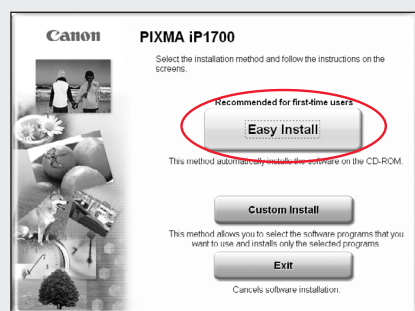 Canon
PIXMA iP1700
Select the installation method and follow the instructions on the
screens.
Recommended for first-time users
Easy Install
This method automatically installs the software on the CD-ROM.
Custom Install
This method allows you to select the software programs that you
want to use and installs only the selected programs
Exit
Cancels software installation.